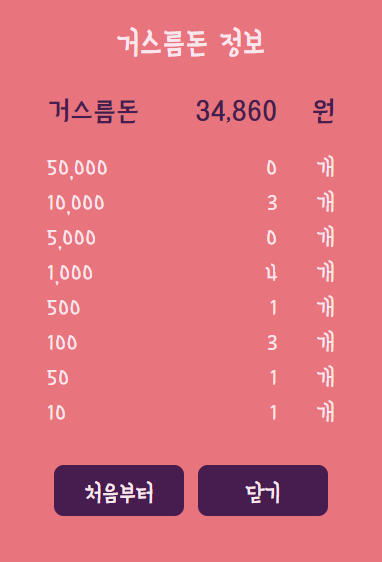 거스름돈 정보
거스름돈 34,860 원
50,000 0 개
10,000 3 개
5,000 0 개
1,000 4 개
500 1 개
100 3 개
50 1 개
10 1 개
처음부터 닫기